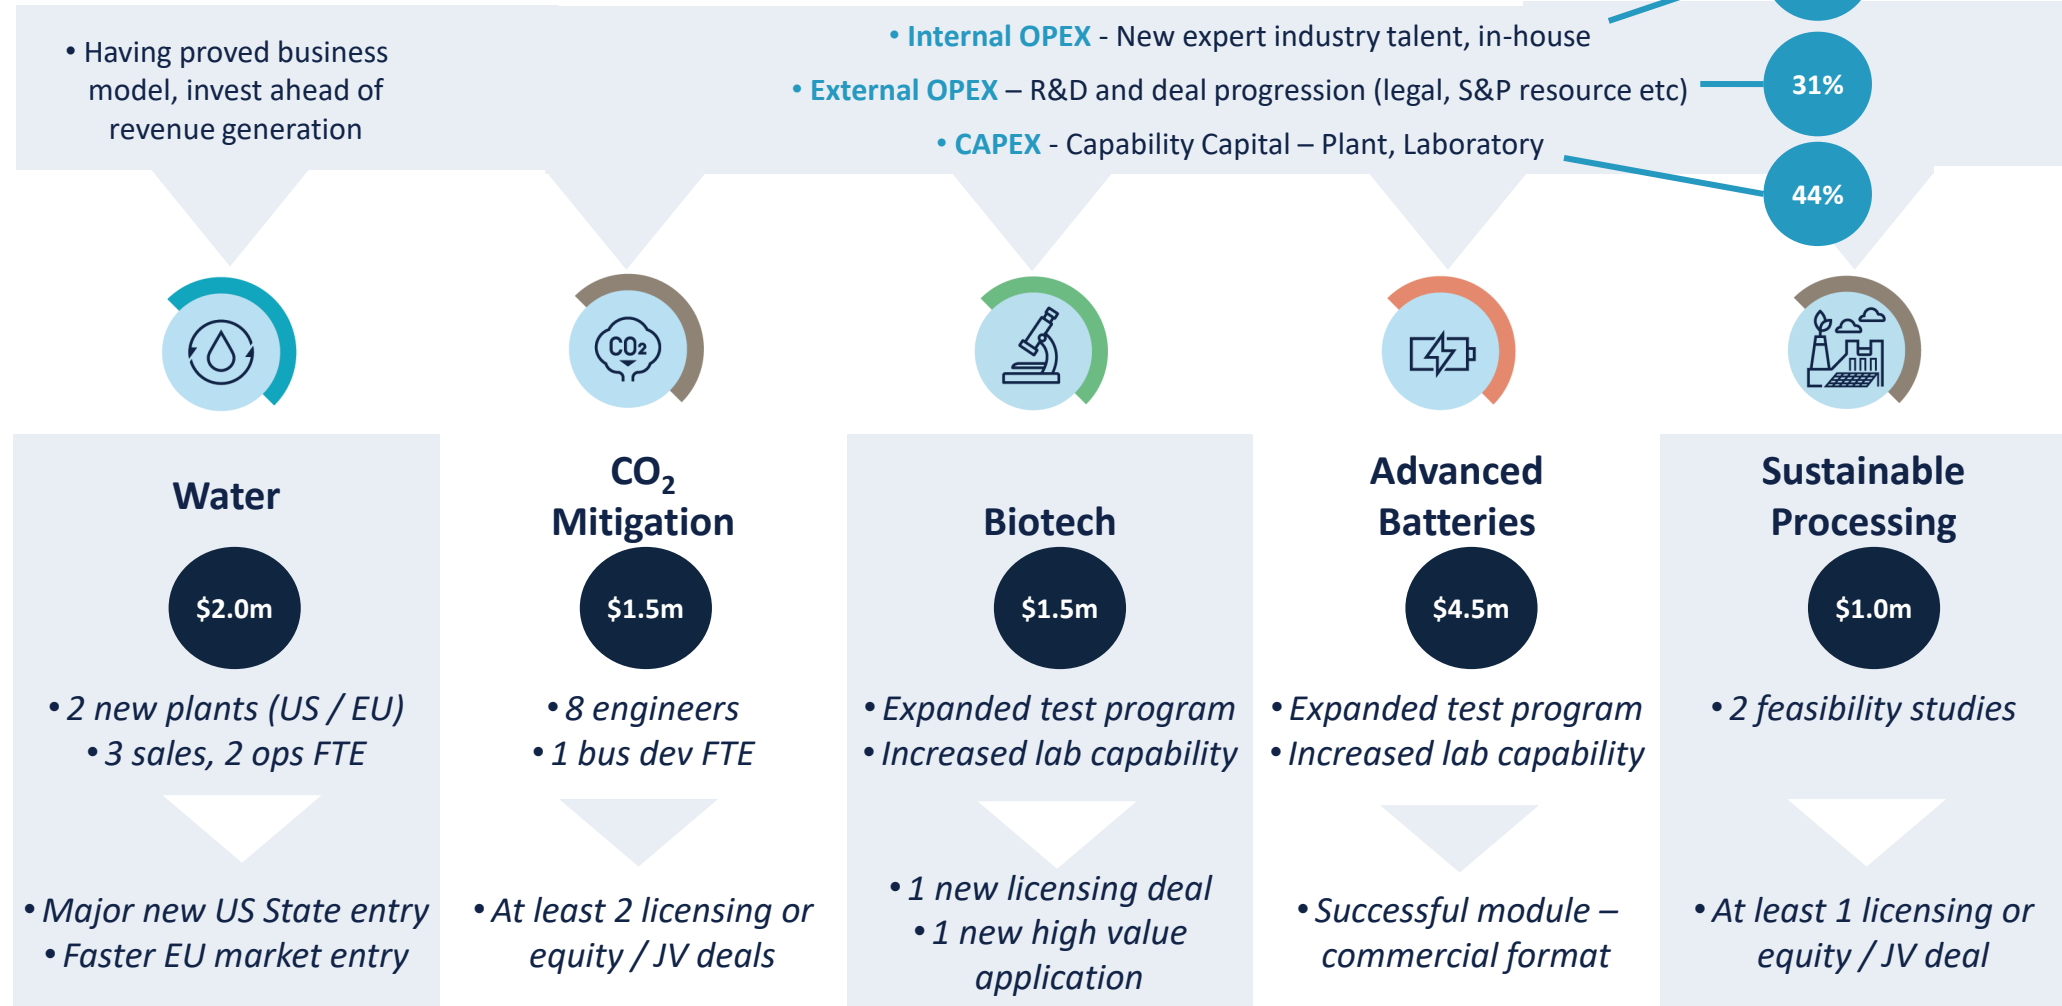 • Having proved business
model, invest ahead of
revenue generation
• Internal OPEX - New expert industry talent, in-house
• External OPEX – R&D and deal progression (legal, S&P resource etc)
31%
• CAPEX - Capability Capital – Plant, Laboratory
44%
CO2
Water
$2.0m
• 2 new plants (US / EU)
• 3 sales, 2 ops FTE
• Major new US State entry
• Faster EU market entry
CO2
Mitigation
$1.5m
• 8 engineers
• 1 bus dev FTE
• At least 2 licensing or
equity / JV deals
Biotech
$1.5m
• Expanded test program
• Increased lab capability
• 1 new licensing deal
• 1 new high value
application
Advanced
Batteries
$4.5m
• Expanded test program
• Increased lab capability
• Successful module –
commercial format
Sustainable
Processing
$1.0m
• 2 feasibility studies
• At least 1 licensing or
equity / JV deal